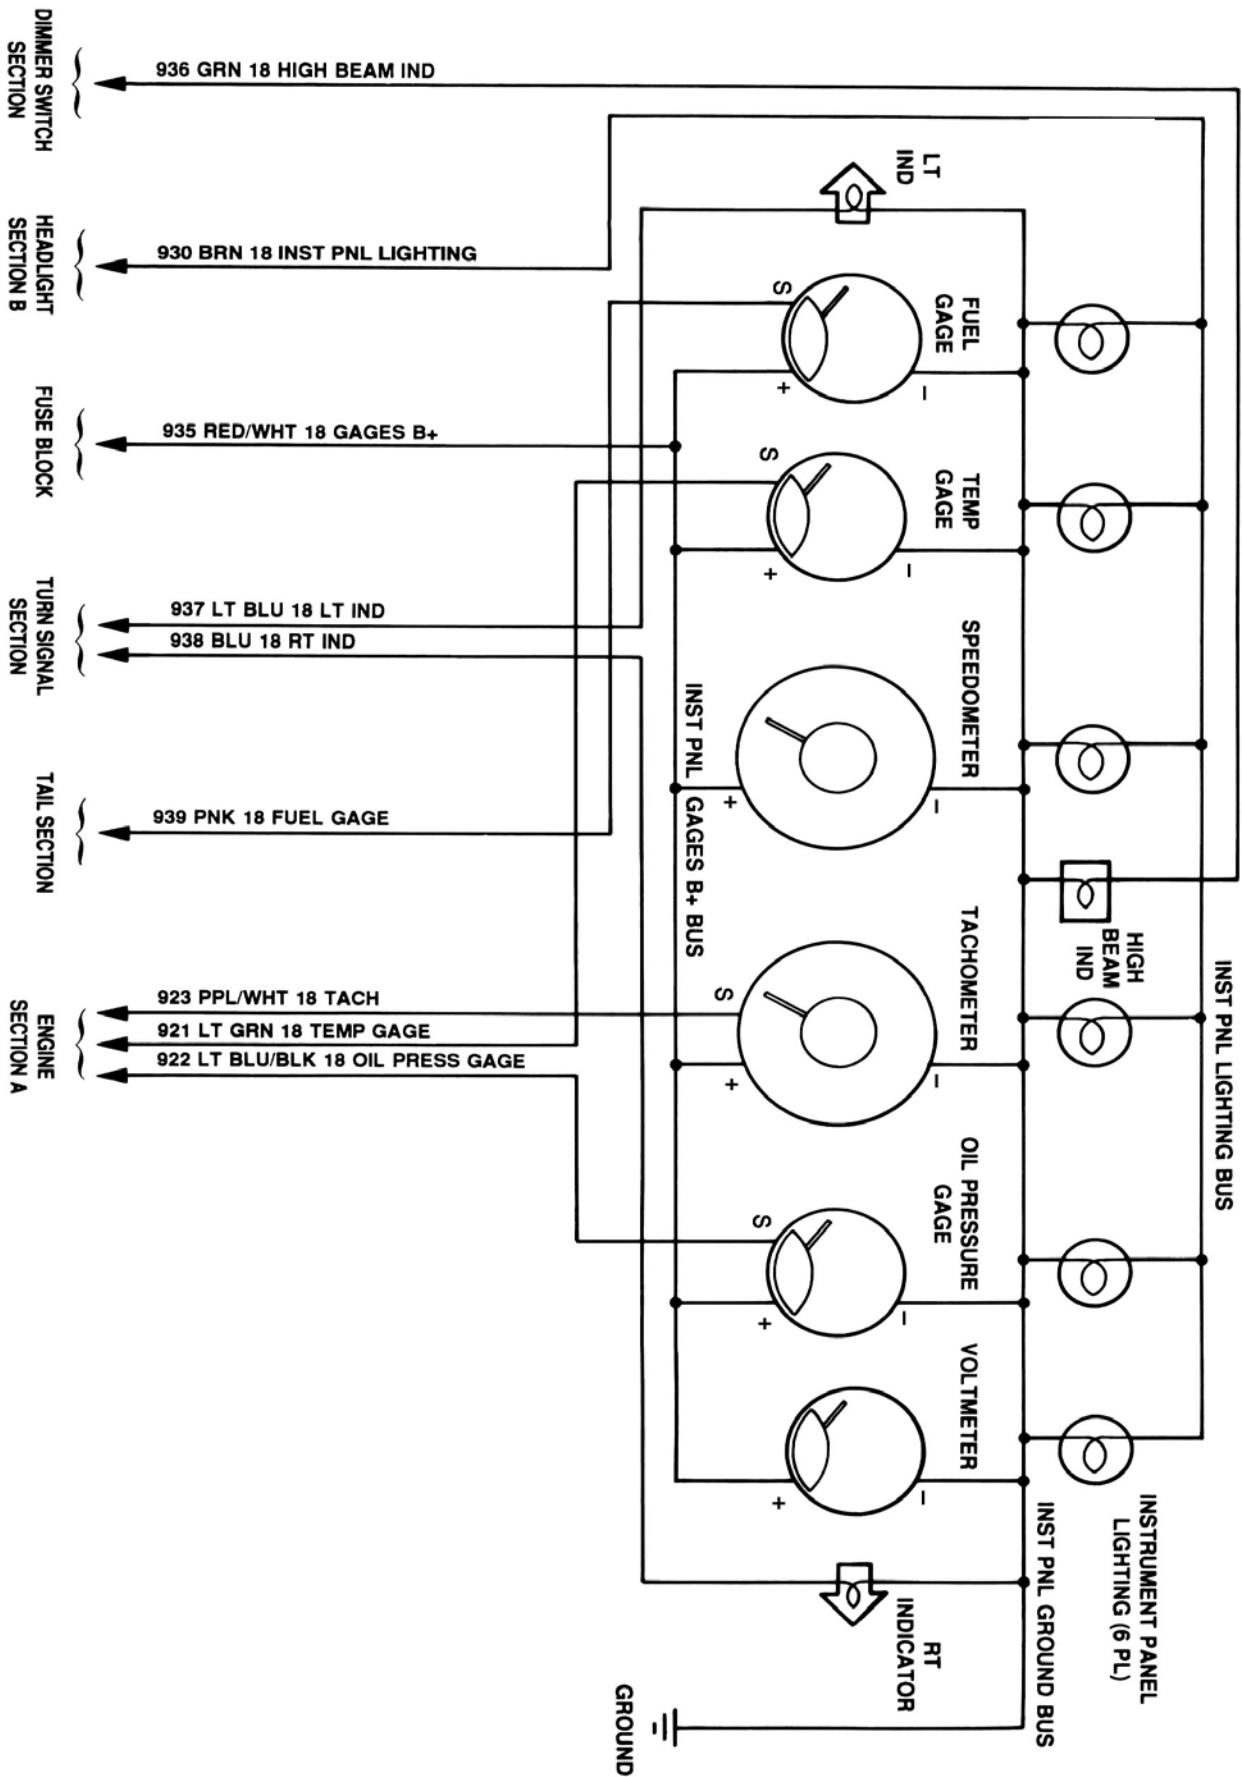 936 GRN 18 HIGH BEAM IND
DIMMER SWITCH
SECTION
930 BRN 18 INST PNL LIGHTING
HEADLIGHT
SECTION B
935 RED/WHT 18 GAGES B+
FUSE BLOCK
937 LT BLU 18 LT IND
938 BLU 18 RT IND
TURN SIGNAL
SECTION
939 PNK 18 FUEL GAGE
TAIL SECTION
923 PPL/WHT 18 TACH
921 LT GRN 18 TEMP GAGE
922 LT BLU/BLK 18 OIL PRESS GAGE
ENGINE
SECTION A
LT
IND
FUEL
GAGE
S
+
−
TEMP
GAGE
S
+
−
SPEEDOMETER
+
−
INST PNL GAGES B+ BUS
HIGH
BEAM
IND
TACHOMETER
S
+
−
INST PNL LIGHTING BUS
OIL PRESSURE
GAGE
S
+
−
VOLTMETER
+
−
INSTRUMENT PANEL
LIGHTING (6 PL)
INST PNL GROUND BUS
RT
INDICATOR
GROUND